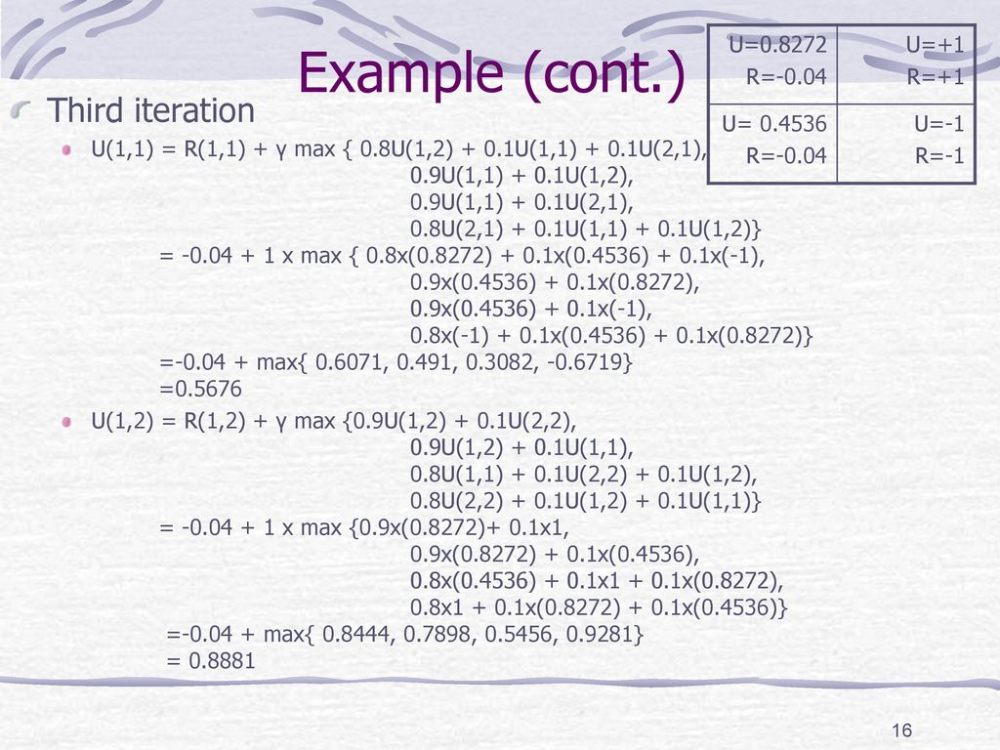 Example (cont.)
U=0.8272 U=+1
R=-0.04 R=+1
U= 0.4536 U=-1
R=-0.04 R=-1
Third iteration
U(1,1) = R(1,1) + γ max { 0.8U(1,2) + 0.1U(1,1) + 0.1U(2,1),
0.9U(1,1) + 0.1U(1,2),
0.9U(1,1) + 0.1U(2,1),
0.8U(2,1) + 0.1U(1,1) + 0.1U(1,2)}
= -0.04 + 1 x max { 0.8x(0.8272) + 0.1x(0.4536) + 0.1x(-1),
0.9x(0.4536) + 0.1x(0.8272),
0.9x(0.4536) + 0.1x(-1),
0.8x(-1) + 0.1x(0.4536) + 0.1x(0.8272)}
=-0.04 + max{ 0.6071, 0.491, 0.3082, -0.6719}
=0.5676
U(1,2) = R(1,2) + γ max {0.9U(1,2) + 0.1U(2,2),
0.9U(1,2) + 0.1U(1,1),
0.8U(1,1) + 0.1U(2,2) + 0.1U(1,2),
0.8U(2,2) + 0.1U(1,2) + 0.1U(1,1)}
= -0.04 + 1 x max {0.9x(0.8272)+ 0.1x1,
0.9x(0.8272) + 0.1x(0.4536),
0.8x(0.4536) + 0.1x1 + 0.1x(0.8272),
0.8x1 + 0.1x(0.8272) + 0.1x(0.4536)}
=-0.04 + max{ 0.8444, 0.7898, 0.5456, 0.9281}
= 0.8881
16